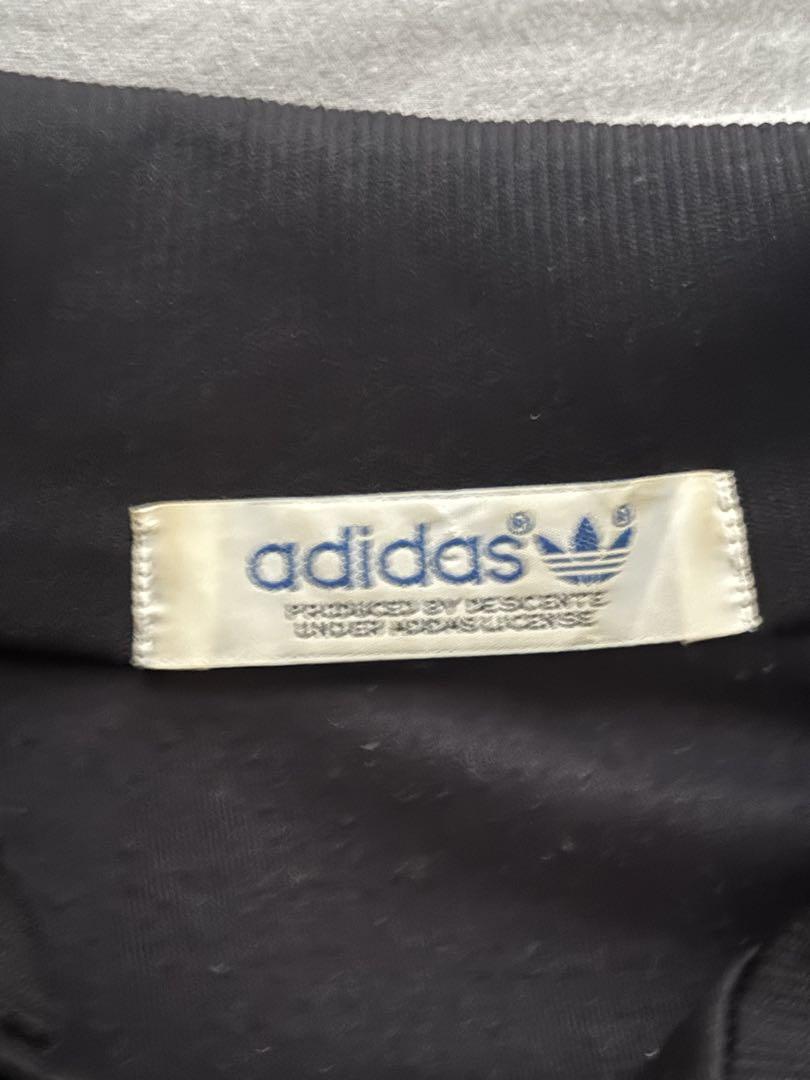 adidas®®
PRODUCED BY DESCENTE
UNDER ADIDAS LICENSE